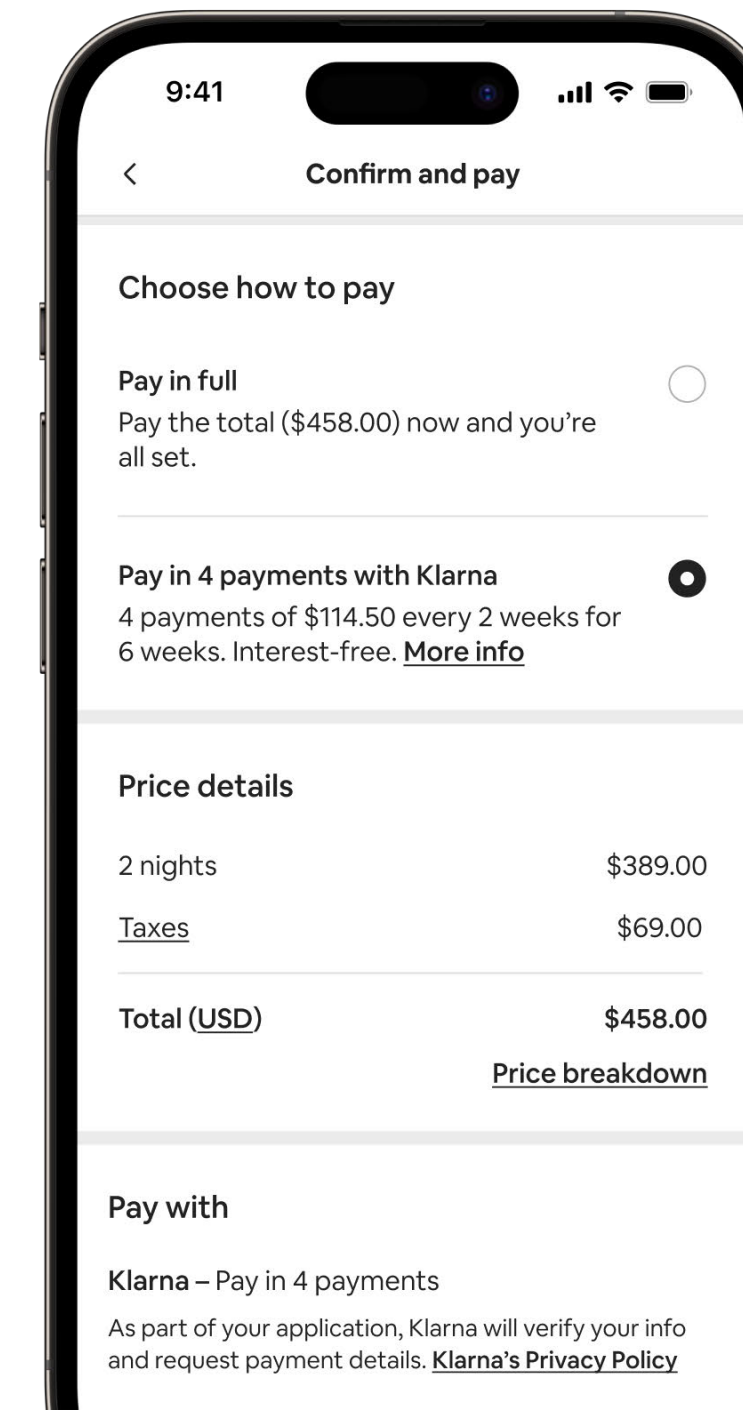 9:41
Confirm and pay
Choose how to pay
Pay in full
Pay the total ($458.00) now and you’re
all set.
Pay in 4 payments with Klarna
4 payments of $114.50 every 2 weeks for
6 weeks. Interest-free. More info
Price details
2 nights $389.00
Taxes $69.00
Total (USD) $458.00
Price breakdown
Pay with
Klarna – Pay in 4 payments
As part of your application, Klarna will verify your info
and request payment details. Klarna’s Privacy Policy